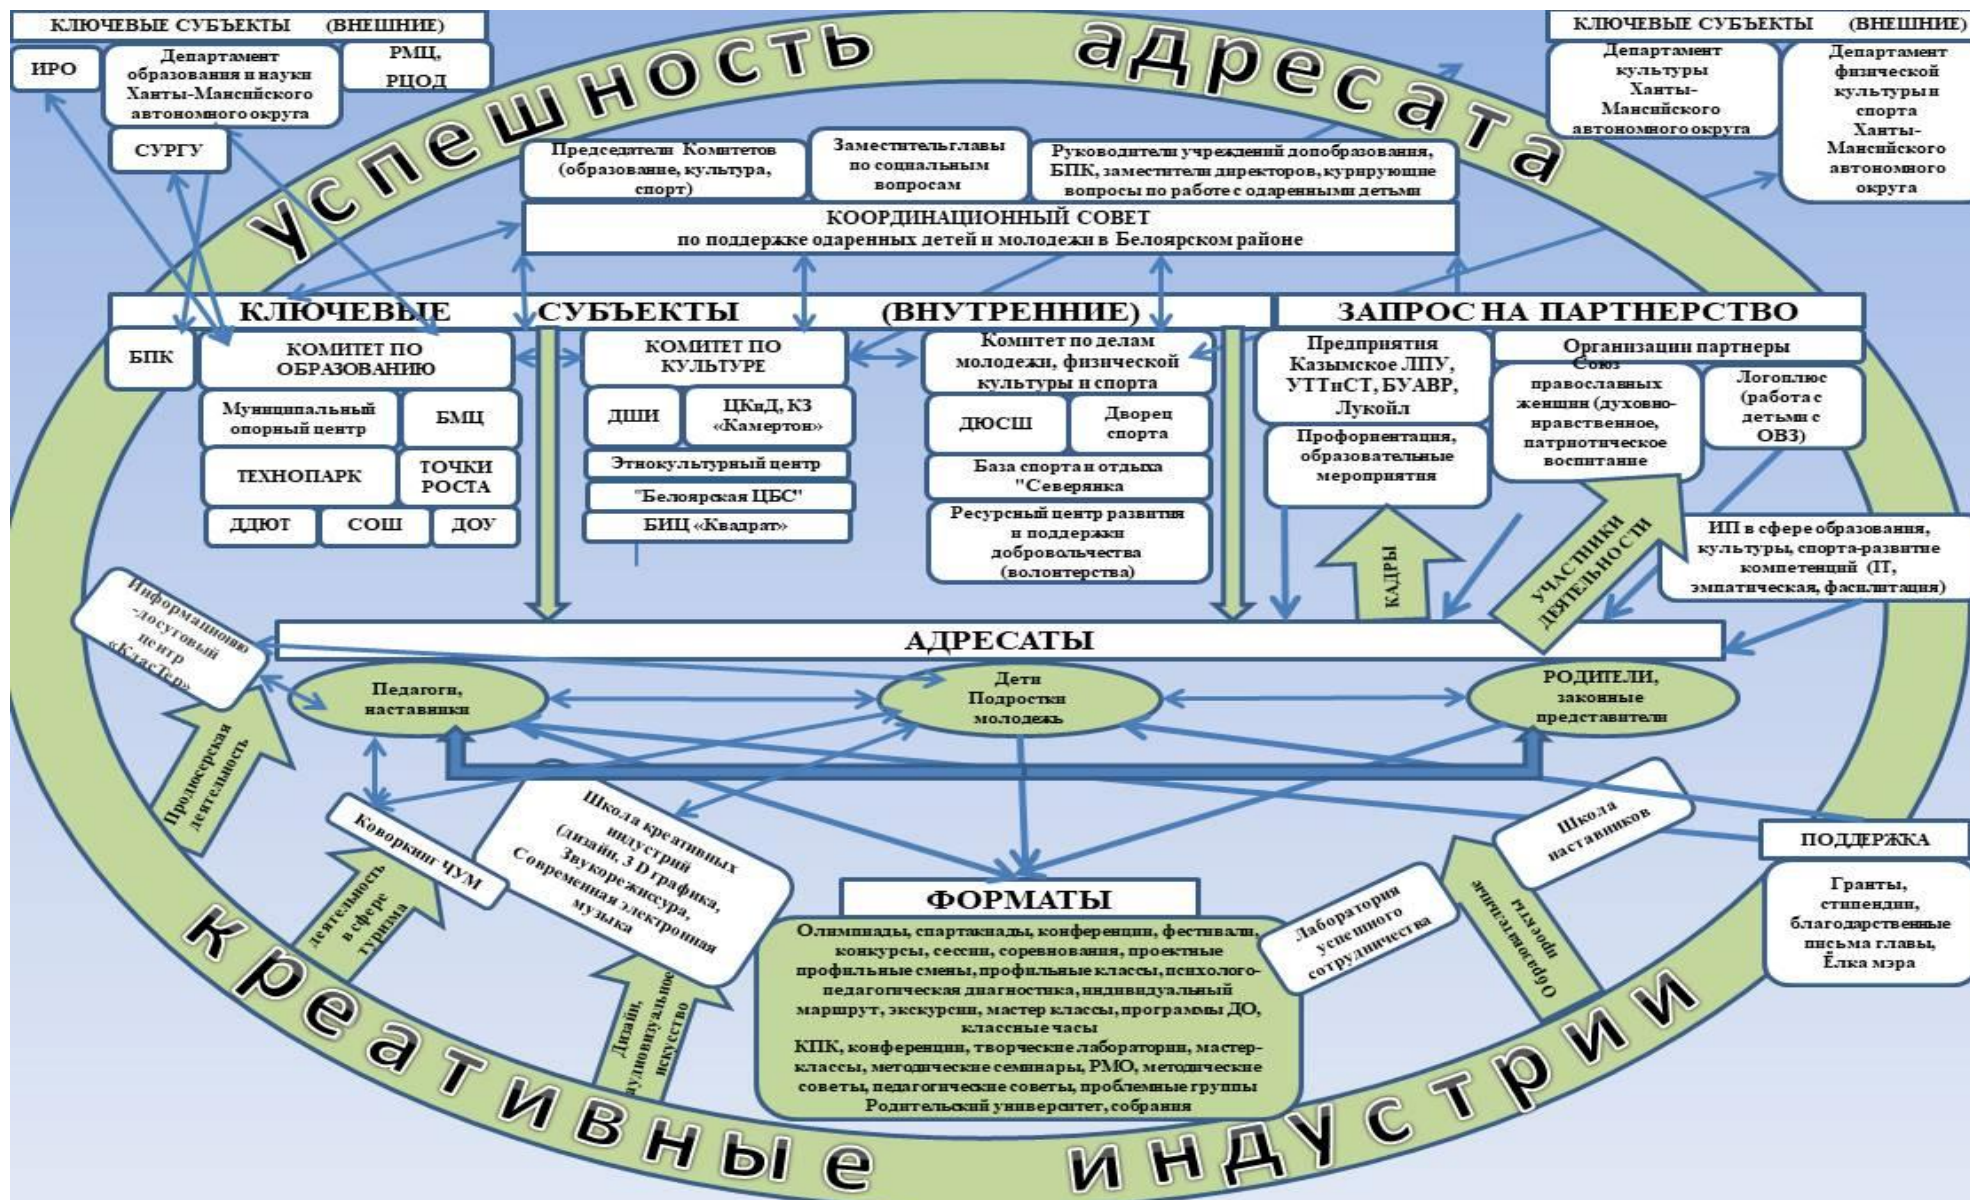 КЛЮЧЕВЫЕ СУБЪЕКТЫ (ВНЕШНИЕ)
ИРО
Департамент
образования и науки
Ханты-Мансийского
автономного округа
РМЦ,
РЦОД
СУРГУ
успешность адресата
КЛЮЧЕВЫЕ СУБЪЕКТЫ (ВНЕШНИЕ)
Департамент
культуры
Ханты-
Мансийского
автономного округа
Департамент
физической
культуры и
спорта
Ханты-
Мансийского
автономного
округа
Председатели Комитетов
(образование, культура,
спорт)
Заместитель главы
по социальным
вопросам
Руководители учреждений допобразования,
БПК, заместители директоров, курирующие
вопросы по работе с одаренными детьми
КООРДИНАЦИОННЫЙ СОВЕТ
по поддержке одаренных детей и молодежи в Белоярском районе
КЛЮЧЕВЫЕ СУБЪЕКТЫ (ВНУТРЕННИЕ)
БПК
КОМИТЕТ ПО
ОБРАЗОВАНИЮ
Муниципальный
опорный центр
БМЦ
ТЕХНОПАРК
ТОЧКИ
РОСТА
ДДЮТ
СОШ
ДОУ
КОМИТЕТ ПО
КУЛЬТУРЕ
ДШИ
ЦКиД, КЗ
«Камертон»
Этнокультурный центр
"Белоярская ЦБС"
БИЦ «Квадрат»
Комитет по делам
молодежи, физической
культуры и спорта
ДЮСШ
Дворец
спорта
База спорта и отдыха
"Северянка
Ресурсный центр развития
и поддержки
добровольчества
(волонтерства)
ЗАПРОС НА ПАРТНЕРСТВО
Предприятия
Казымское ЛПУ,
УТТиСТ, БУАВР,
Лукойл
Профориентация,
образовательные
мероприятия
Организации партнеры
Союз
православных
женщин (духовно-
нравственное,
патриотическое
воспитание
Логоплюс
(работа с
детьми с
ОВЗ)
ИП в сфере образования,
культуры, спорта-развитие
компетенций (IT,
эмпатическая, фасилитация)
КАДРЫ
УЧАСТНИКИ
ДЕЯТЕЛЬНОСТИ
АДРЕСАТЫ
Педагоги,
наставники
Дети
Подростки
молодежь
РОДИТЕЛИ,
законные
представители
Информационно
-досуговый
центр
«КласТер»
Продюсерская
деятельность
Коворкинг ЧУМ
деятельность
в сфере
туризма
Школа креативных
индустрий
(дизайн, 3 D графика,
Звукорежиссура,
Современная электронная
музыка
Дизайн,
аудиовизуальное
искусство
ФОРМАТЫ
Олимпиады, спартакиады, конференции, фестивали,
конкурсы, сессии, соревнования, проектные
профильные смены, профильные классы, психолого-
педагогическая диагностика, индивидуальный
маршрут, экскурсии, мастер классы, программы ДО,
классные часы
КПК, конференции, творческие лаборатории, мастер-
классы, методические семинары, РМО, методические
советы, педагогические советы, проблемные группы
Родительский университет, собрания
Лаборатория
успешного
сотрудничества
Школа
наставников
Образовательные
проекты
ПОДДЕРЖКА
Гранты,
стипендии,
благодарственные
письма главы,
Ёлка мэра
креативные индустрии